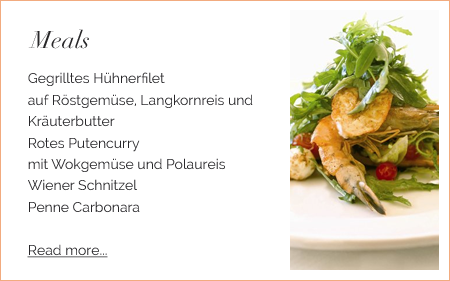 Meals
Gegrilltes Hühnerfilet
auf Röstgemüse, Langkornreis und
Kräuterbutter
Rotes Putencurry
mit Wokgemüse und Polaureis
Wiener Schnitzel
Penne Carbonara
Read more...